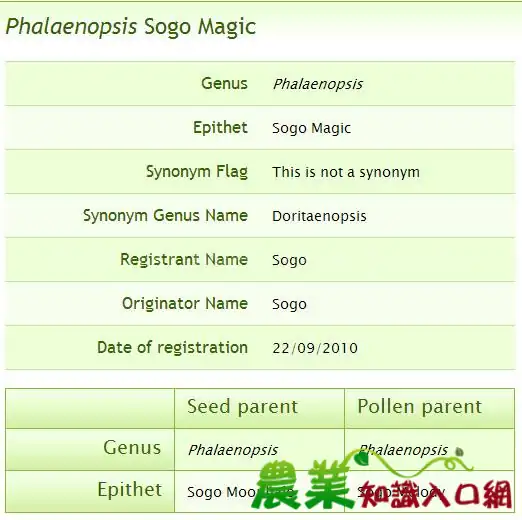 Phalaenopsis Sogo Magic
Genus Phalaenopsis
Epithet Sogo Magic
Synonym Flag This is not a synonym
Synonym Genus Name Doritaenopsis
Registrant Name Sogo
Originator Name Sogo
Date of registration 22/09/2010
Seed parent Pollen parent
Genus Phalaenopsis Phalaenopsis
Epithet Sogo Sogo
農業知識入口網